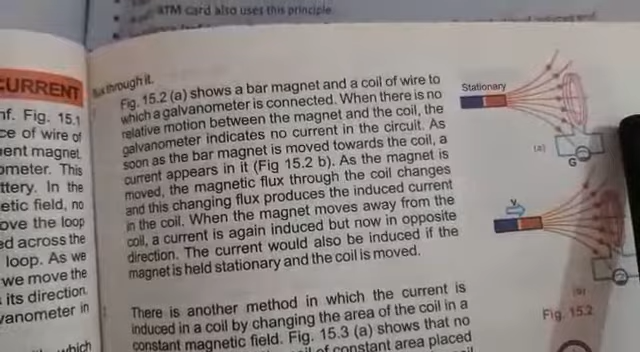 ATM card also uses this principle.
CURRENT
nf. Fig. 15.1
ce of wire of
nent magnet.
ometer. This
ttery. In the
etic field, no
ove the loop
ed across the
loop. As we
we move the
its direction.
vanometer in
which
flux through it.
Fig. 15.2 (a) shows a bar magnet and a coil of wire to
which a galvanometer is connected. When there is no
relative motion between the magnet and the coil, the
galvanometer indicates no current in the circuit. As
soon as the bar magnet is moved towards the coil, a
current appears in it (Fig 15.2 b). As the magnet is
moved, the magnetic flux through the coil changes
and this changing flux produces the induced current
in the coil. When the magnet moves away from the
coil, a current is again induced but now in opposite
direction. The current would also be induced if the
magnet is held stationary and the coil is moved.
There is another method in which the current is
induced in a coil by changing the area of the coil in a
constant magnetic field. Fig. 15.3 (a) shows that no
of constant area placed
Stationary
(a)
G
v
(b)
Fig. 15.2